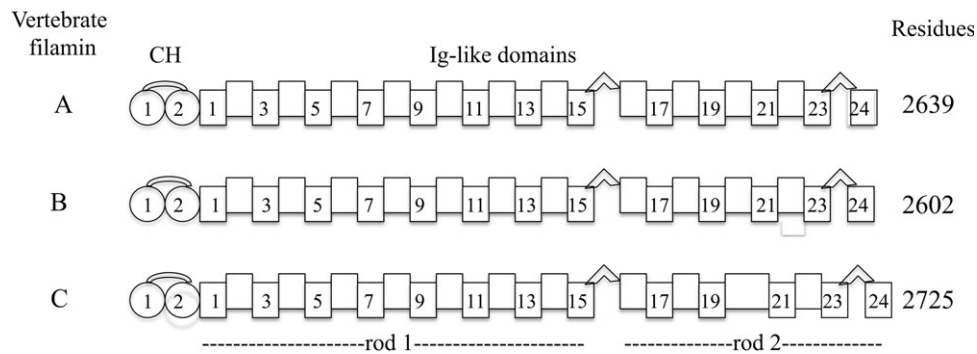 Vertebrate
filamin
Residues
CH
Ig-like domains
A
1 2 1 3 5 7 9 11 13 15 17 19 21 23 24
2639
B
1 2 1 3 5 7 9 11 13 15 17 19 21 23 24
2602
C
1 2 1 3 5 7 9 11 13 15 17 19 21 23 24
2725
--------------------rod 1--------------------- ----------------rod 2--------------